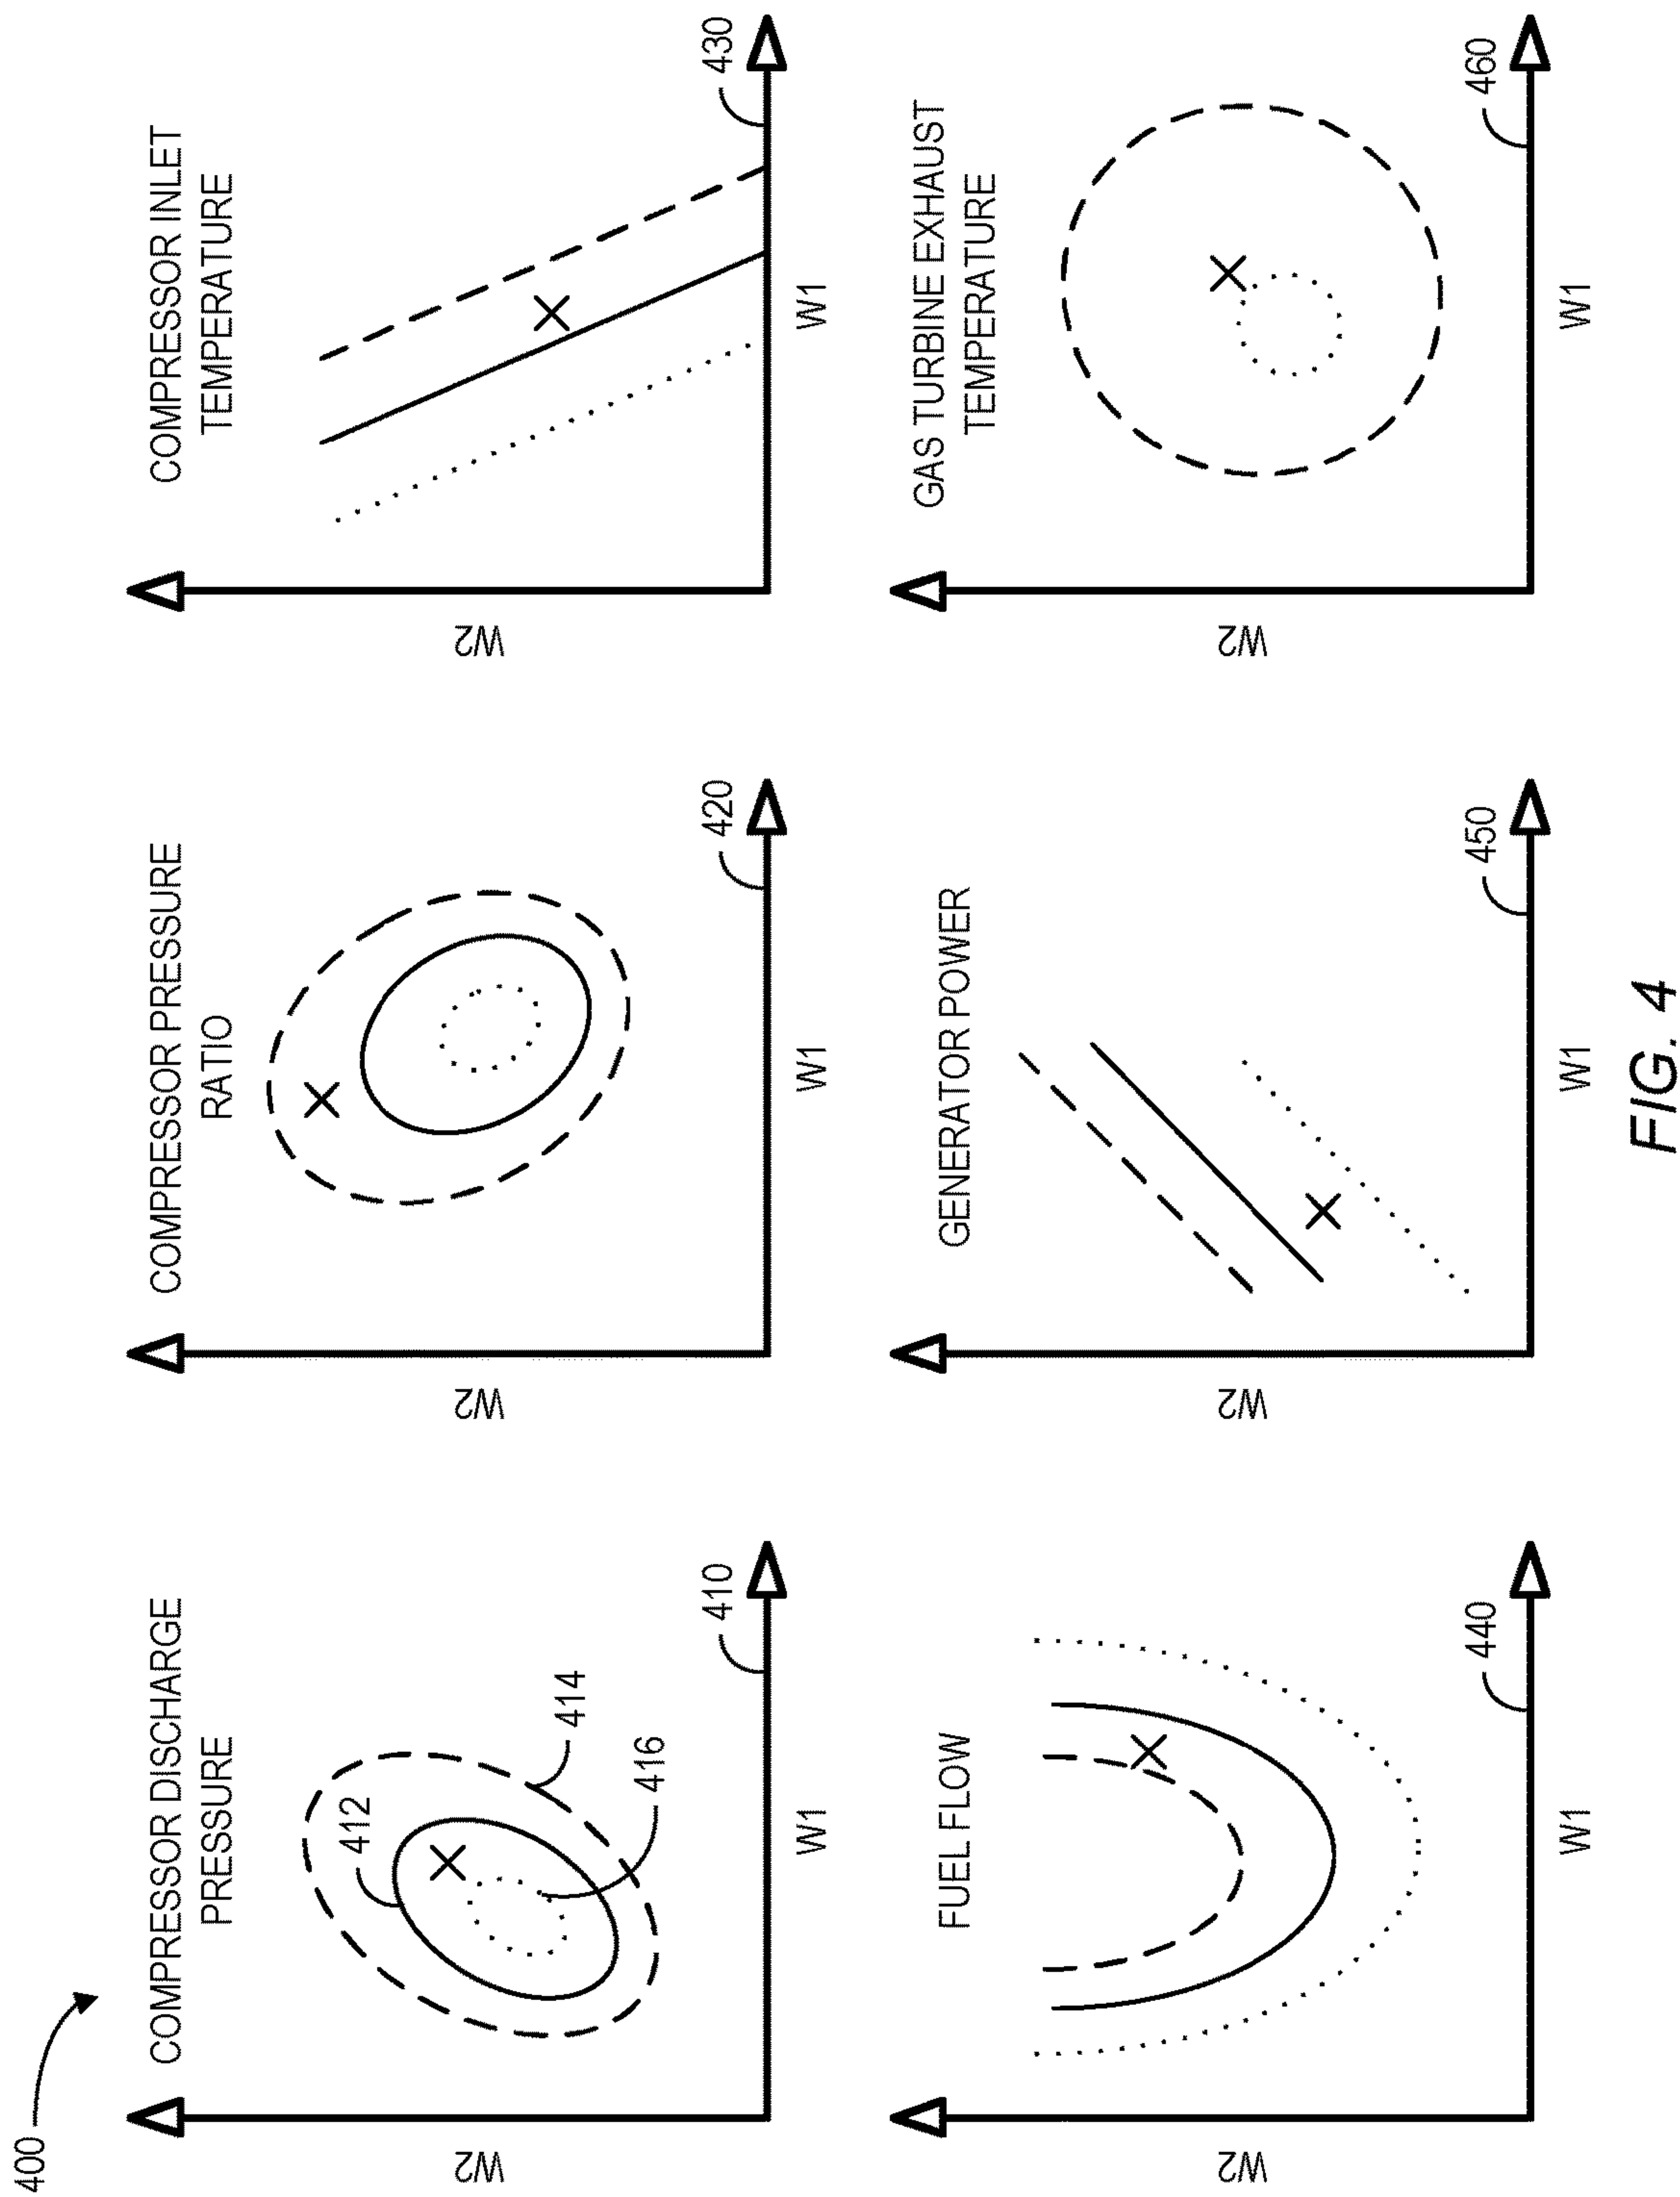 400
COMPRESSOR DISCHARGE
PRESSURE
412
414
416
410
W2
W1
COMPRESSOR PRESSURE
RATIO
420
W2
W1
COMPRESSOR INLET
TEMPERATURE
430
W2
W1
FUEL FLOW
440
W2
W1
GENERATOR POWER
450
W2
W1
GAS TURBINE EXHAUST
TEMPERATURE
460
W2
W1
FIG. 4